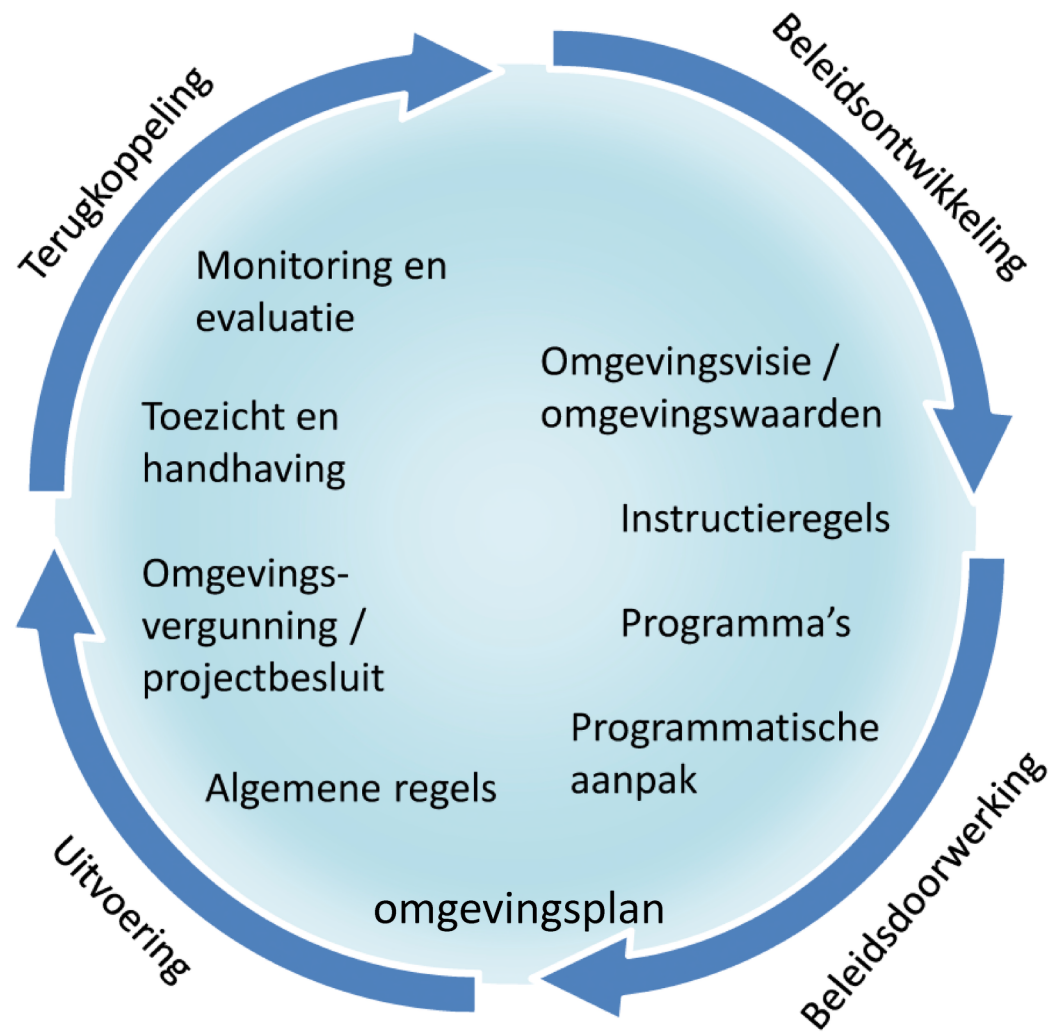 Beleidsontwikkeling
Terugkoppeling
Monitoring en
evaluatie
Omgevingsvisie /
omgevingswaarden
Toezicht en
handhaving
Instructieregels
Omgevings-
vergunning /
projectbesluit
Programma’s
Programmatische
aanpak
Algemene regels
omgevingsplan
Uitvoering
Beleidsdoorwerking